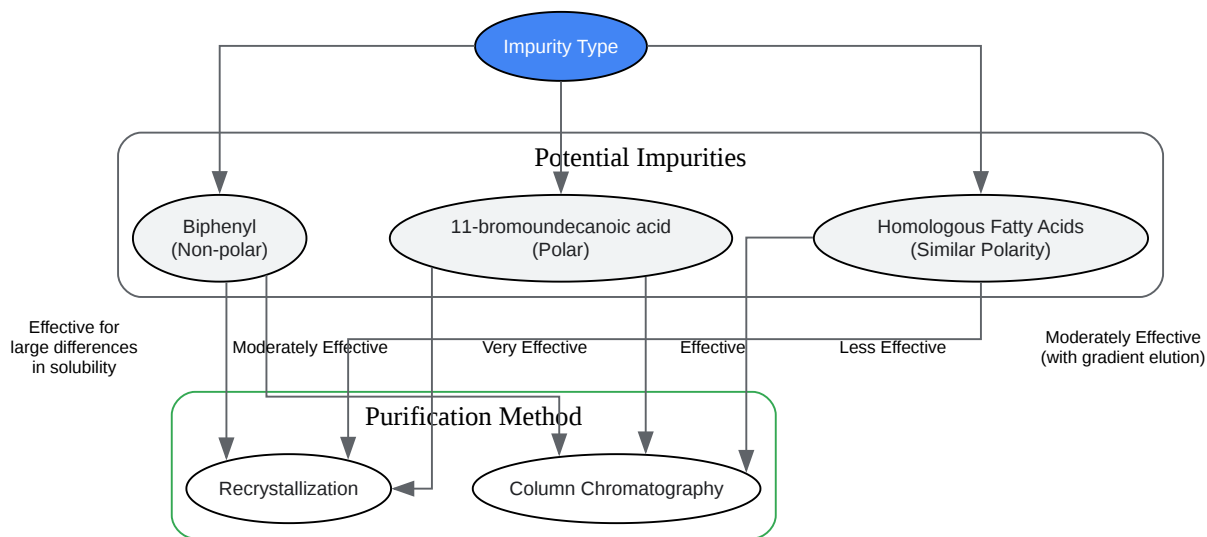 Impurity Type
Potential Impurities
Biphenyl
(Non-polar)
11-bromoundecanoic acid
(Polar)
Homologous Fatty Acids
(Similar Polarity)
Effective for
large differences
in solubility
Moderately Effective
Very Effective
Effective
Less Effective
Moderately Effective
(with gradient elution)
Purification Method
Recrystallization
Column Chromatography